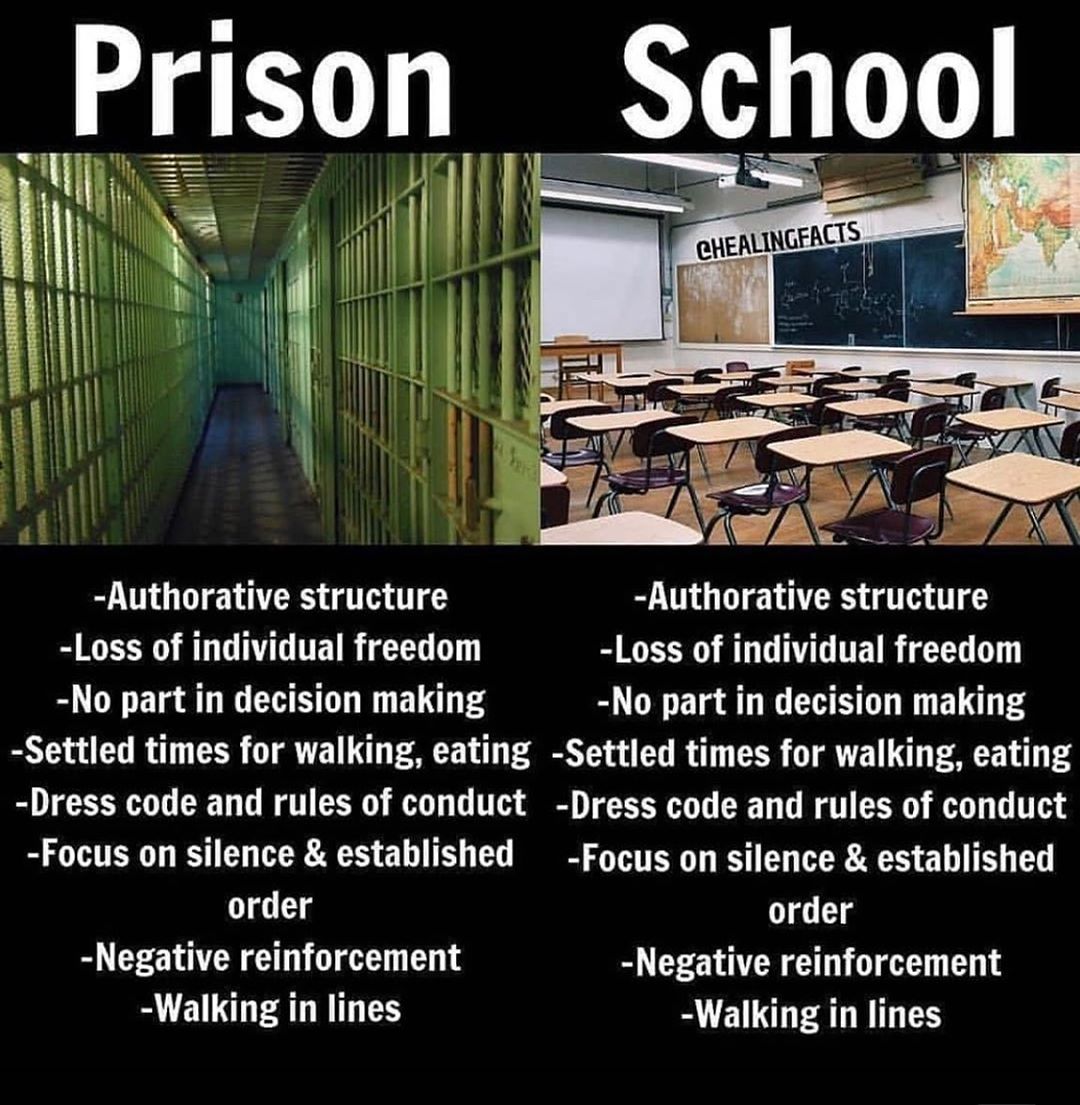 Prison
School
@HEALINGFACTS
-Authorative structure
-Loss of individual freedom
-No part in decision making
-Settled times for walking, eating
-Dress code and rules of conduct
-Focus on silence & established
order
-Negative reinforcement
-Walking in lines
-Authorative structure
-Loss of individual freedom
-No part in decision making
-Settled times for walking, eating
-Dress code and rules of conduct
-Focus on silence & established
order
-Negative reinforcement
-Walking in lines